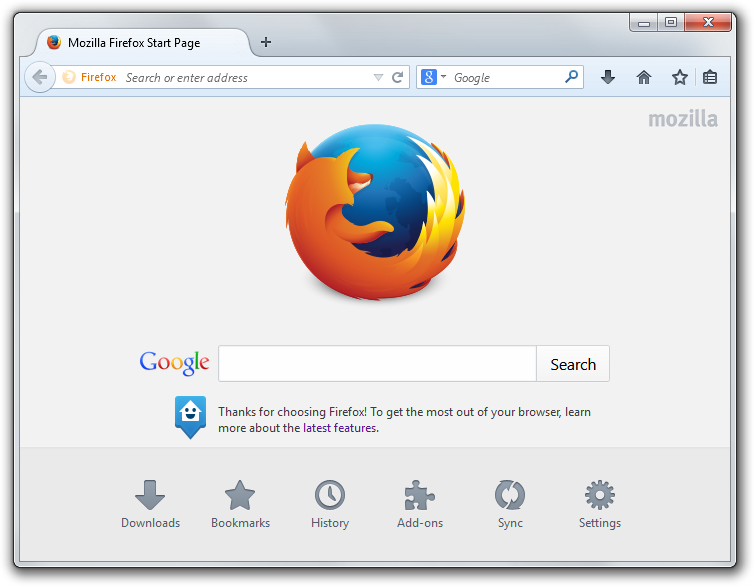 Mozilla Firefox Start Page
Firefox Search or enter address
Google
mozilla
Google
Search
Thanks for choosing Firefox! To get the most out of your browser, learn
more about the latest features.
Downloads Bookmarks History Add-ons Sync Settings